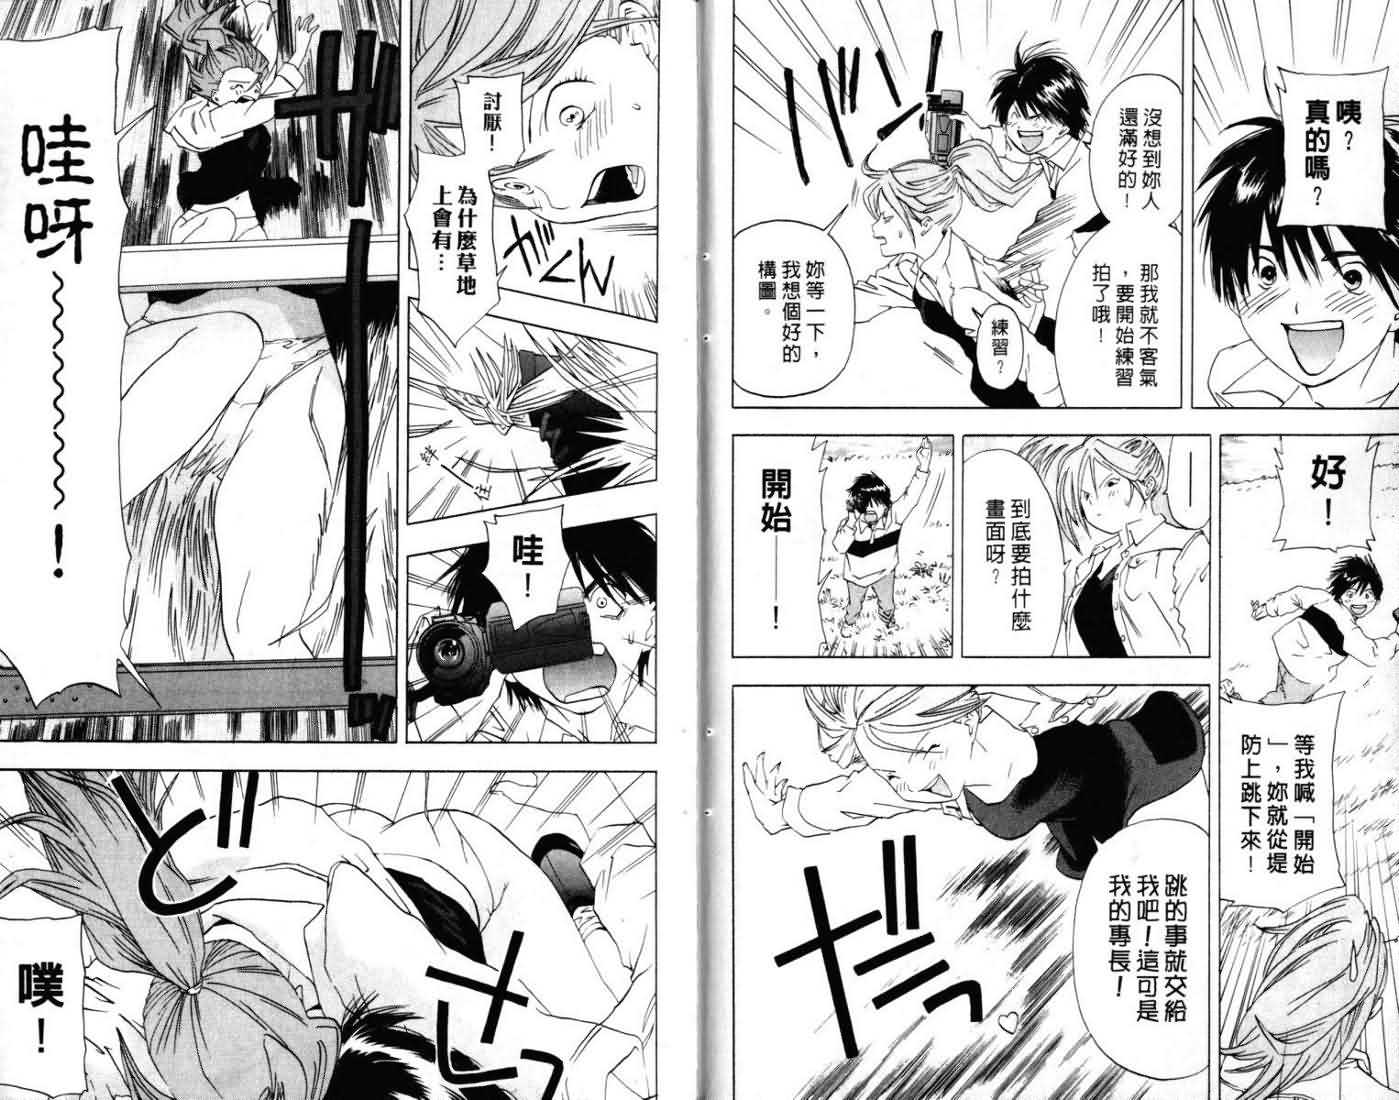 咦？
真的嗎？
沒想到妳人
還滿好的！
那我就不客氣
，要開始練習
拍了哦！
練習？
妳等一下，
我想個好的
構圖。
好！
等我喊「開始
」，妳就從堤
防上跳下來！
到底要拍什麼
畫面呀？
開始——！
跳的事就交給
我吧！這可是
我的專長！
ダッ
討厭！
為什麼草地
上會有…
ガくん
絆住
哇！
哇呀～～～～！
噗！